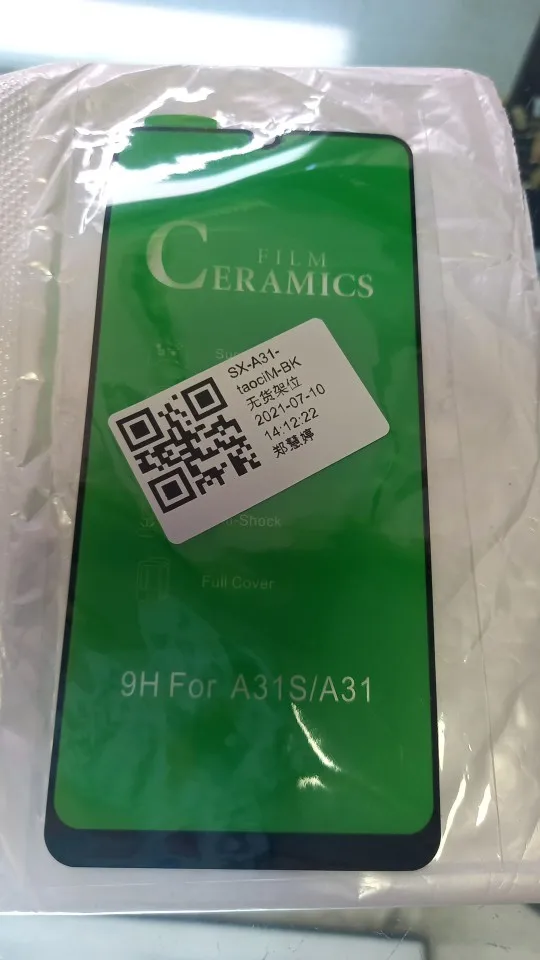 FILM
CERAMICS
SX-A31-
taociM-BK
无货架位
2021-07-10
14:12:22
郑慧婷
-Shock
Full Cover
9H For A31S/A31